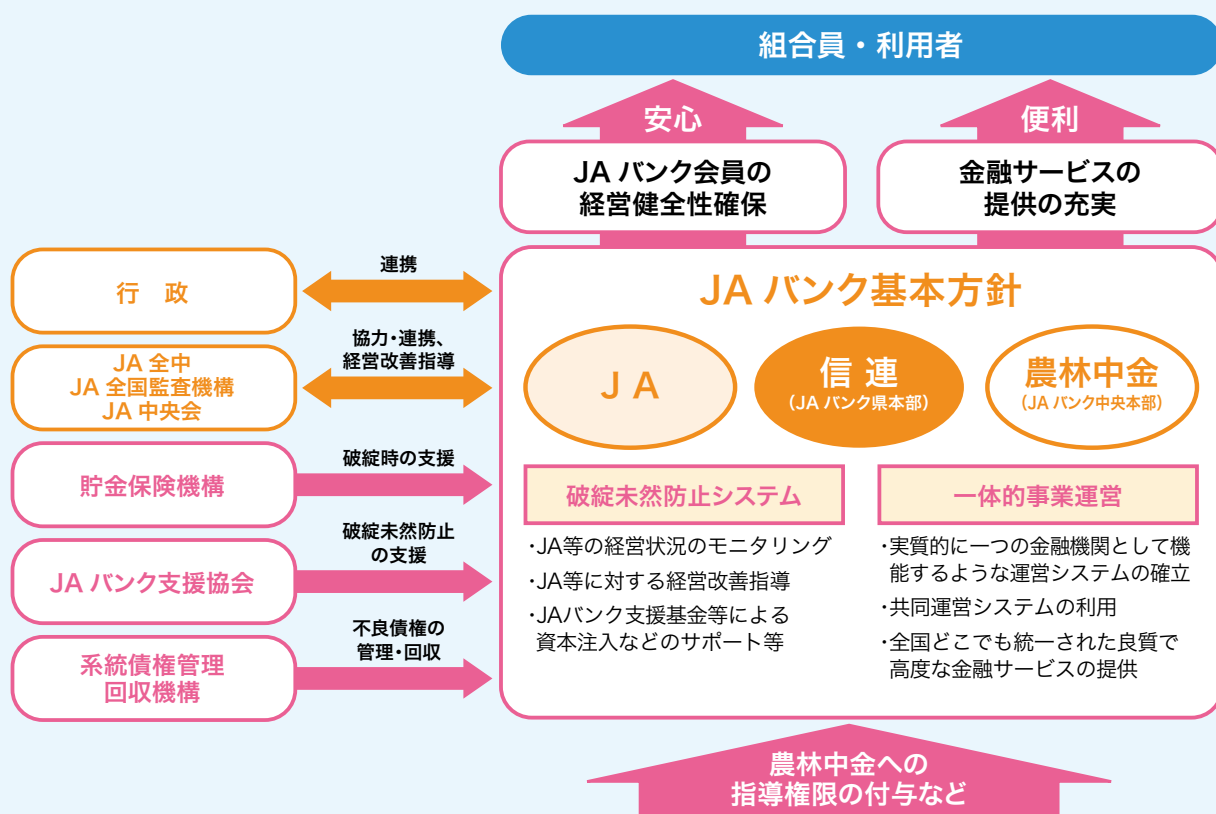 組合員・利用者
安心
便利
JA バンク会員の
経営健全性確保
金融サービスの
提供の充実
行　政
連携
JA 全中
JA 全国監査機構
JA 中央会
協力・連携、
経営改善指導
貯金保険機構
破綻時の支援
JA バンク支援協会
破綻未然防止
の支援
系統債権管理
回収機構
不良債権の
管理・回収
JA バンク基本方針
JA
信連
(JA バンク県本部)
農林中金
(JA バンク中央本部)
破綻未然防止システム
・JA等の経営状況のモニタリング
・JA等に対する経営改善指導
・JAバンク支援基金等による
資本注入などのサポート等
一体的事業運営
・実質的に一つの金融機関として機
能するような運営システムの確立
・共同運営システムの利用
・全国どこでも統一された良質で
高度な金融サービスの提供
農林中金への
指導権限の付与など